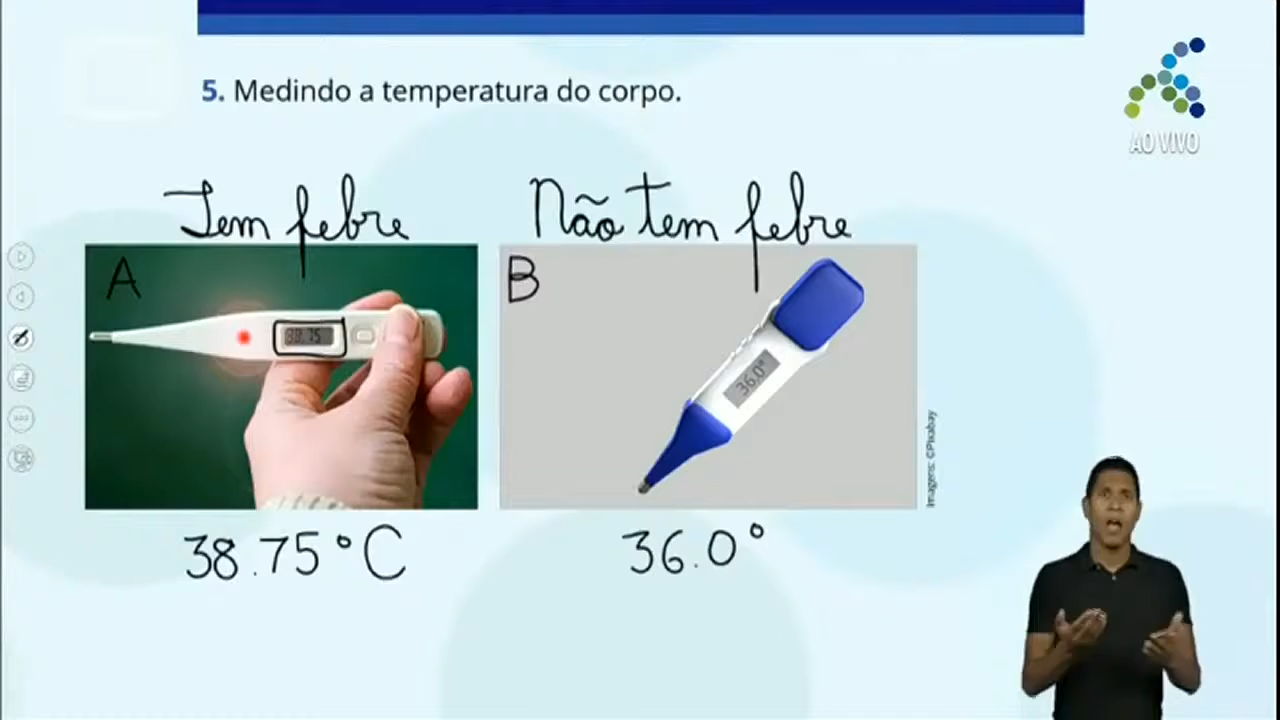 5. Medindo a temperatura do corpo.
AO VIVO
Tem febre
Não tem febre
A
B
38.75
36.0°
Imagens: ©Pixabay
38.75°C
36.0°